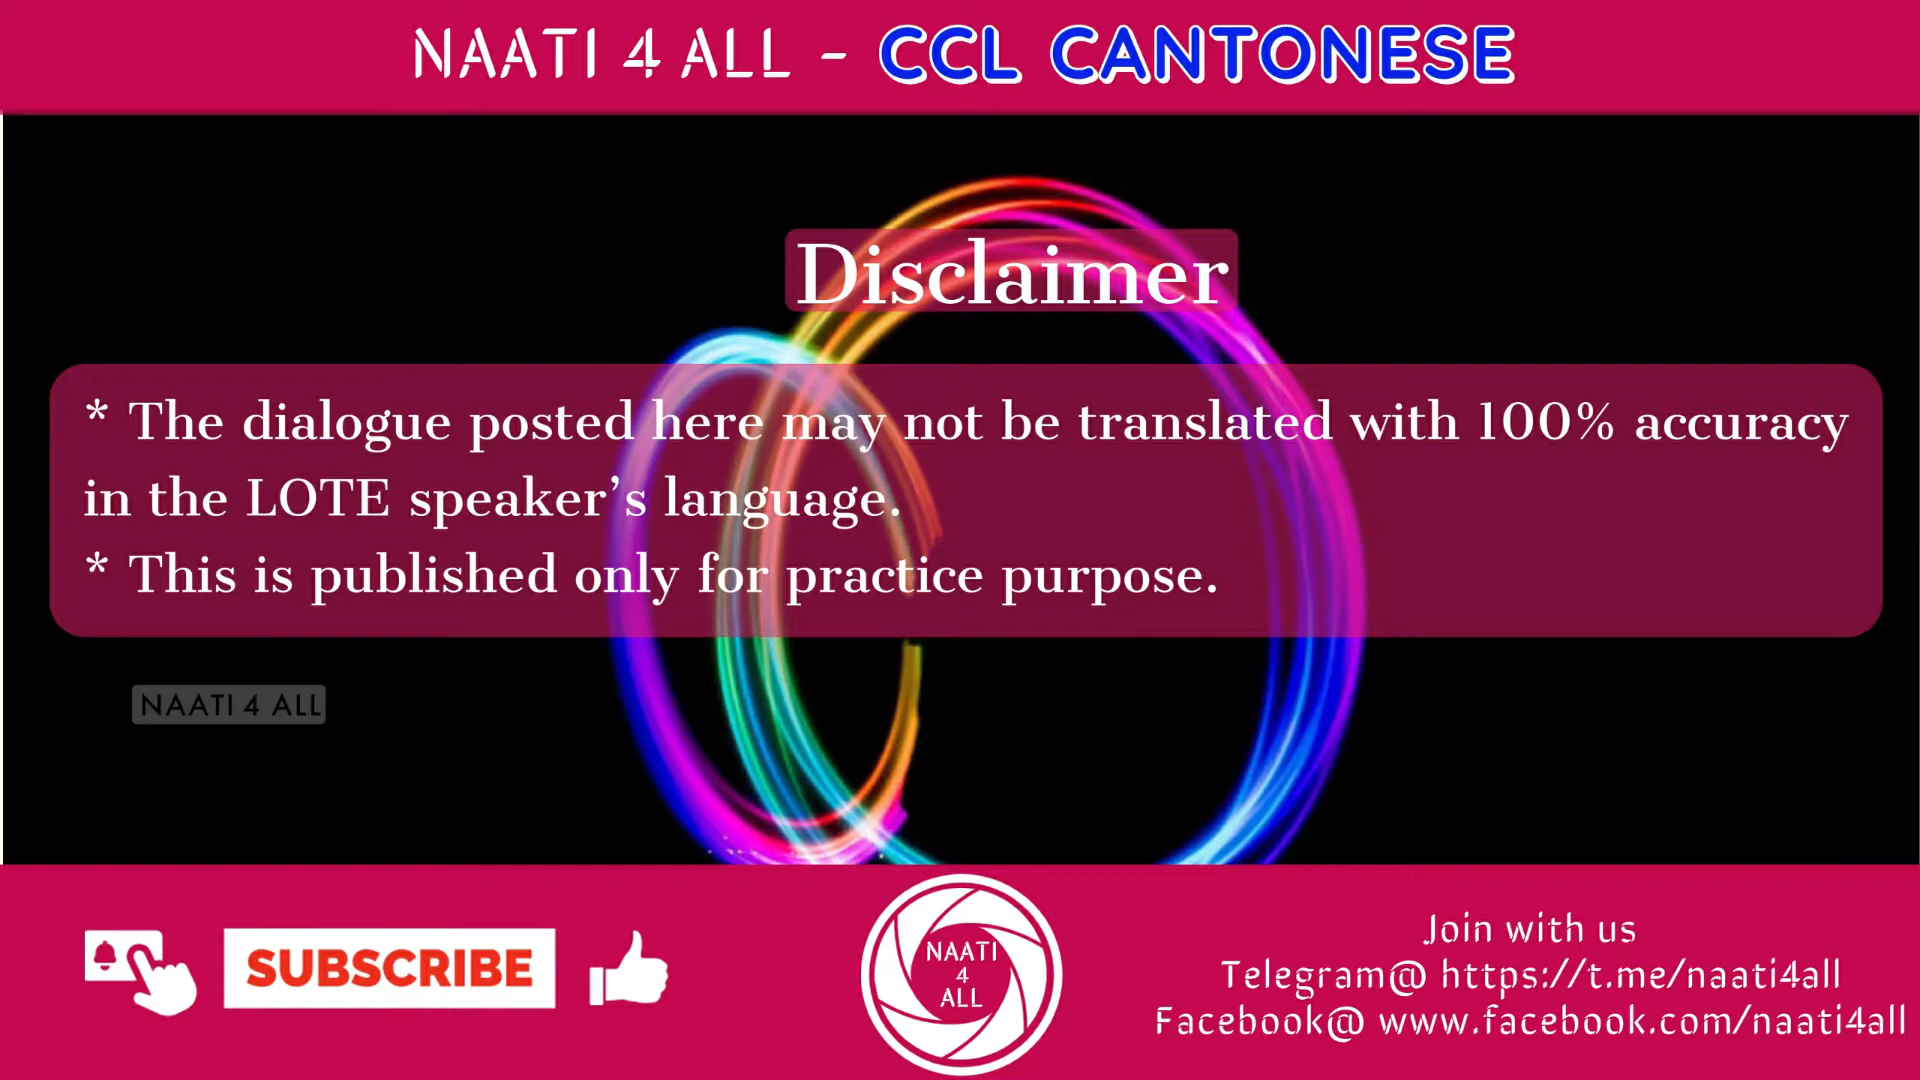 NAATI 4 ALL - CCL CANTONESE
Disclaimer
* The dialogue posted here may not be translated with 100% accuracy
in the LOTE speaker's language.
* This is published only for practice purpose.
NAATI 4 ALL
SUBSCRIBE
NAATI
4
ALL
Join with us
Telegram@ https://t.me/naati4all
Facebook@ www.facebook.com/naati4all